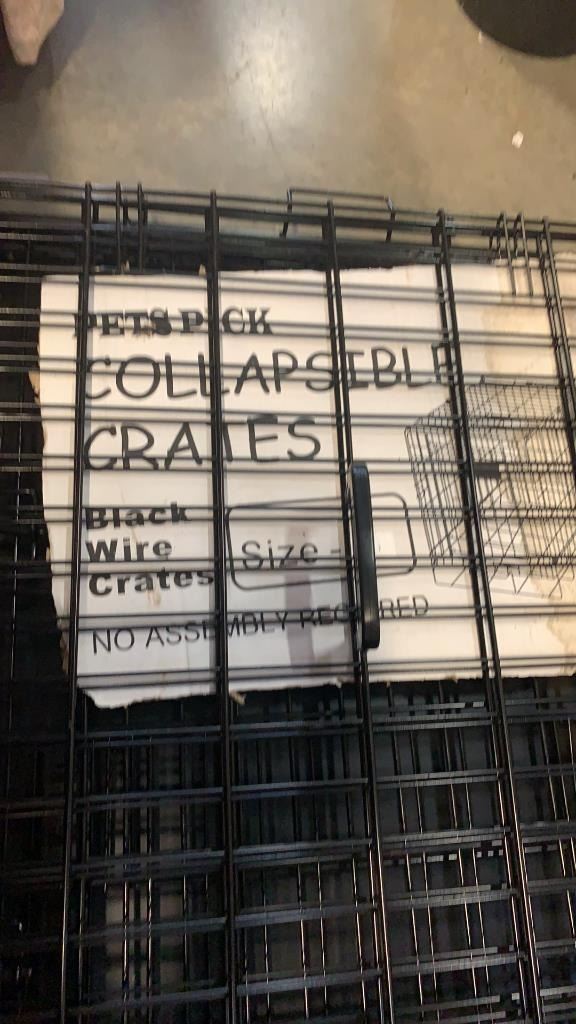 PETS PICK
COLLAPSIBLE
CRATES
Black
Wire
Crates
Size -
NO ASSEMBLY REQUIRED